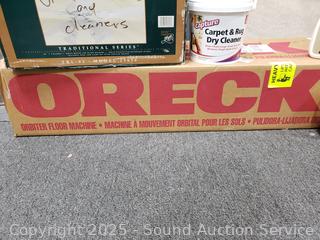 any
cleaners
TRADITIONAL SERIES
Capture
Carpet & Rug
Dry Cleaner
HEAVY
ORECK
ORBITER FLOOR MACHINE • MACHINE À MOUVEMENT ORBITAL POUR LES SOLS • PULIDORA-LIJADORA
Copyright 2025 - Sound Auction Service